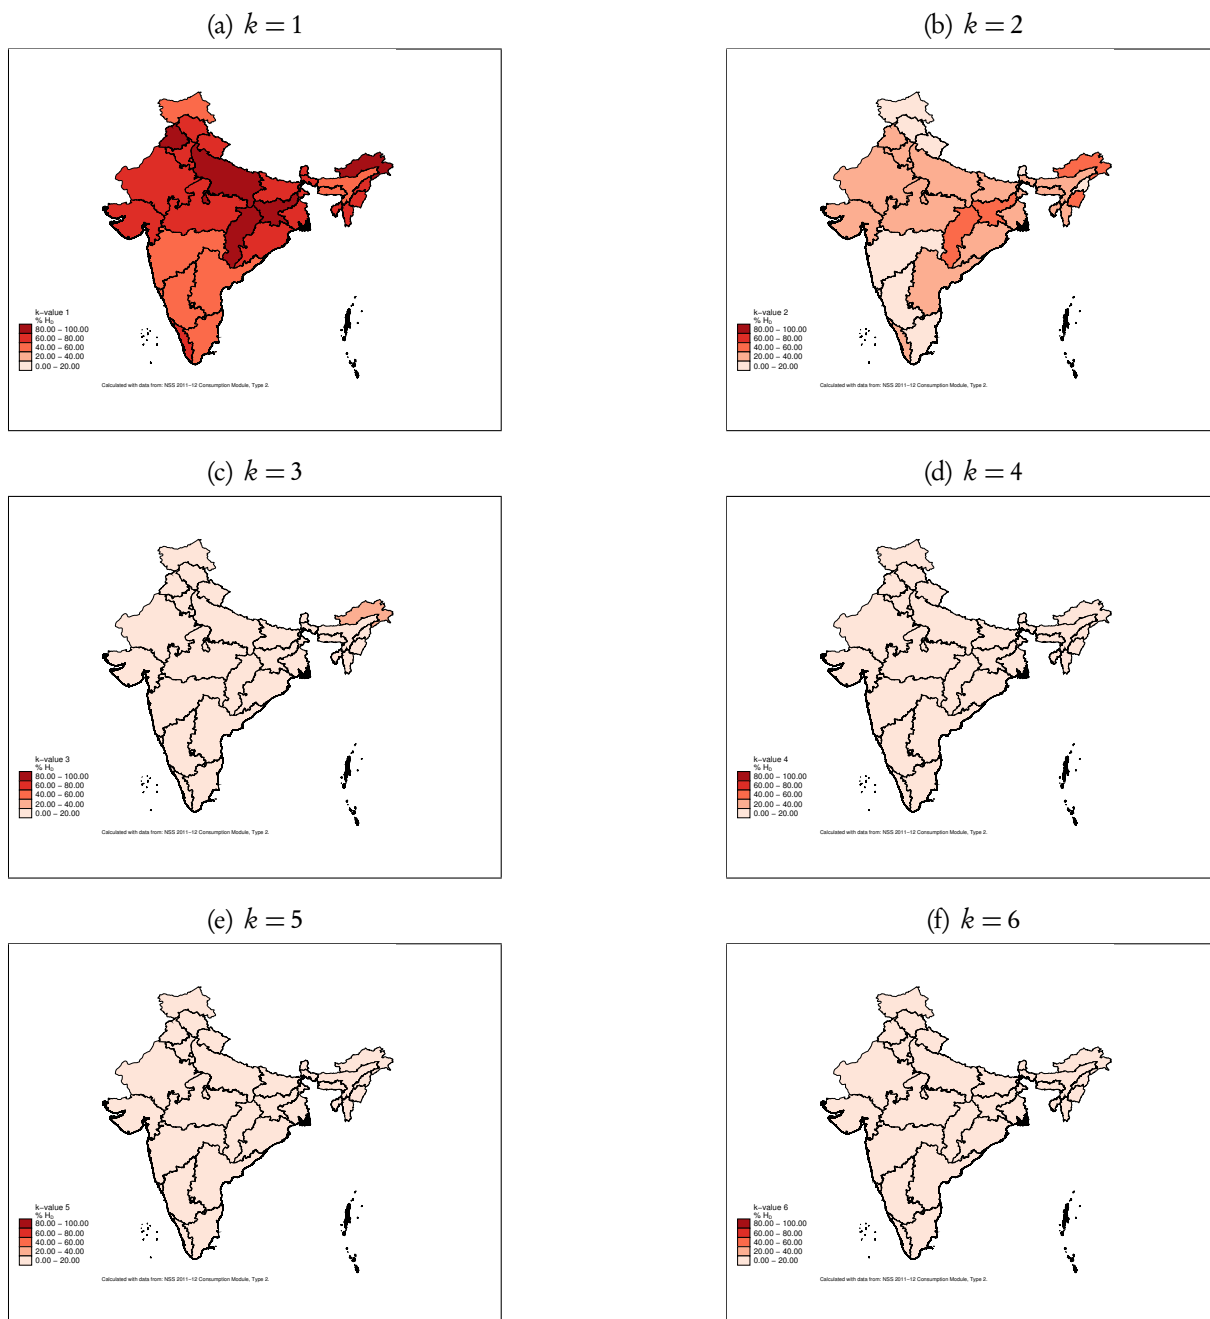 (a) k = 1
k−value 1
% H₀
80.00 − 100.00
60.00 − 80.00
40.00 − 60.00
20.00 − 40.00
0.00 − 20.00
Calculated with data from: NSS 2011−12 Consumption Module, Type 2.
(b) k = 2
k−value 2
% H₀
80.00 − 100.00
60.00 − 80.00
40.00 − 60.00
20.00 − 40.00
0.00 − 20.00
Calculated with data from: NSS 2011−12 Consumption Module, Type 2.
(c) k = 3
k−value 3
% H₀
80.00 − 100.00
60.00 − 80.00
40.00 − 60.00
20.00 − 40.00
0.00 − 20.00
Calculated with data from: NSS 2011−12 Consumption Module, Type 2.
(d) k = 4
k−value 4
% H₀
80.00 − 100.00
60.00 − 80.00
40.00 − 60.00
20.00 − 40.00
0.00 − 20.00
Calculated with data from: NSS 2011−12 Consumption Module, Type 2.
(e) k = 5
k−value 5
% H₀
80.00 − 100.00
60.00 − 80.00
40.00 − 60.00
20.00 − 40.00
0.00 − 20.00
Calculated with data from: NSS 2011−12 Consumption Module, Type 2.
(f) k = 6
k−value 6
% H₀
80.00 − 100.00
60.00 − 80.00
40.00 − 60.00
20.00 − 40.00
0.00 − 20.00
Calculated with data from: NSS 2011−12 Consumption Module, Type 2.